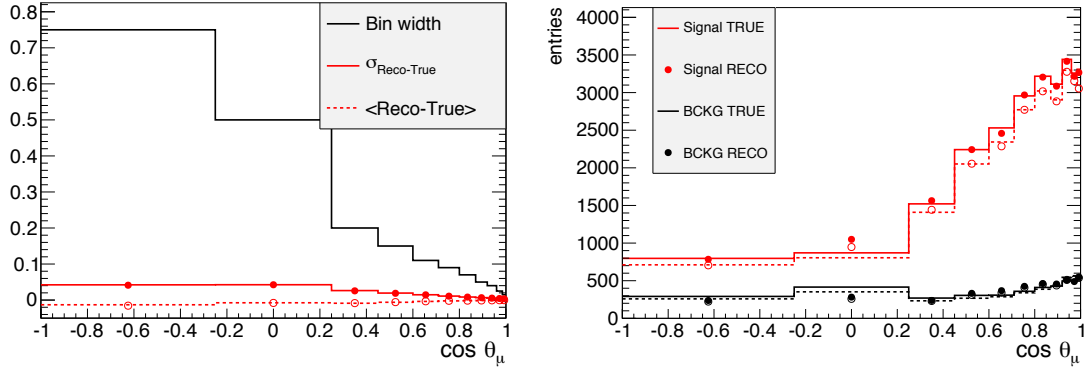 0.8
0.7
0.6
0.5
0.4
0.3
0.2
0.1
0
-1 -0.8 -0.6 -0.4 -0.2 0 0.2 0.4 0.6 0.8 1
cos θμ
Bin width
σReco-True
<Reco-True>
entries
4000
3500
3000
2500
2000
1500
1000
500
0
-1 -0.8 -0.6 -0.4 -0.2 0 0.2 0.4 0.6 0.8 1
cos θμ
Signal TRUE
Signal RECO
BCKG TRUE
BCKG RECO